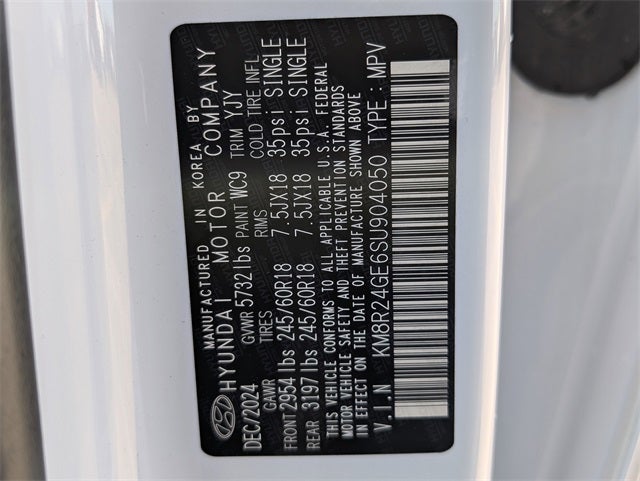 MANUFACTURED IN KOREA BY
HYUNDAI MOTOR COMPANY
DEC/2024 GVWR 5732 lbs PAINT WC9 TRIM YJY
GAWR TIRES RIMS COLD TIRE INFL
FRONT 2954 lbs 245/60R18 7.5JX18 35psi SINGLE
REAR 3197 lbs 245/60R18 7.5JX18 35psi SINGLE
THIS VEHICLE CONFORMS TO ALL APPLICABLE U.S.A. FEDERAL
MOTOR VEHICLE SAFETY AND THEFT PREVENTION STANDARDS
IN EFFECT ON THE DATE OF MANUFACTURE SHOWN ABOVE
V.I.N KM8R24GE6SU904050 TYPE : MPV